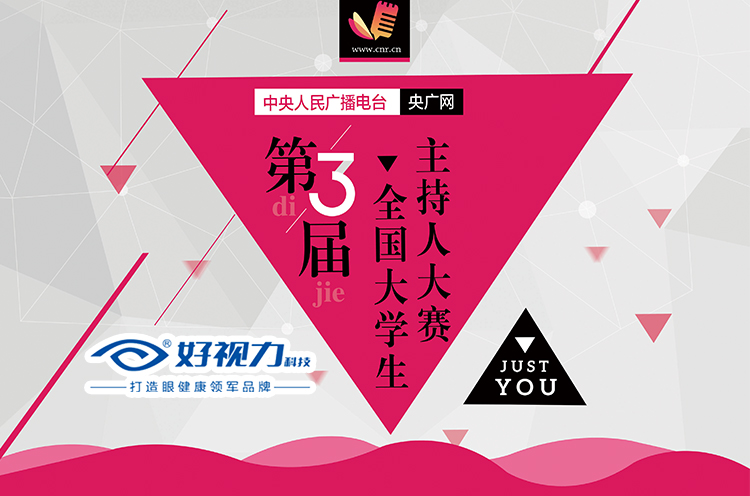 www.cnr.cn
中央人民广播电台 央广网
第3届
di
jie
全国大学生
主持人大赛
好视力科技®
打造眼健康领军品牌
JUST
YOU